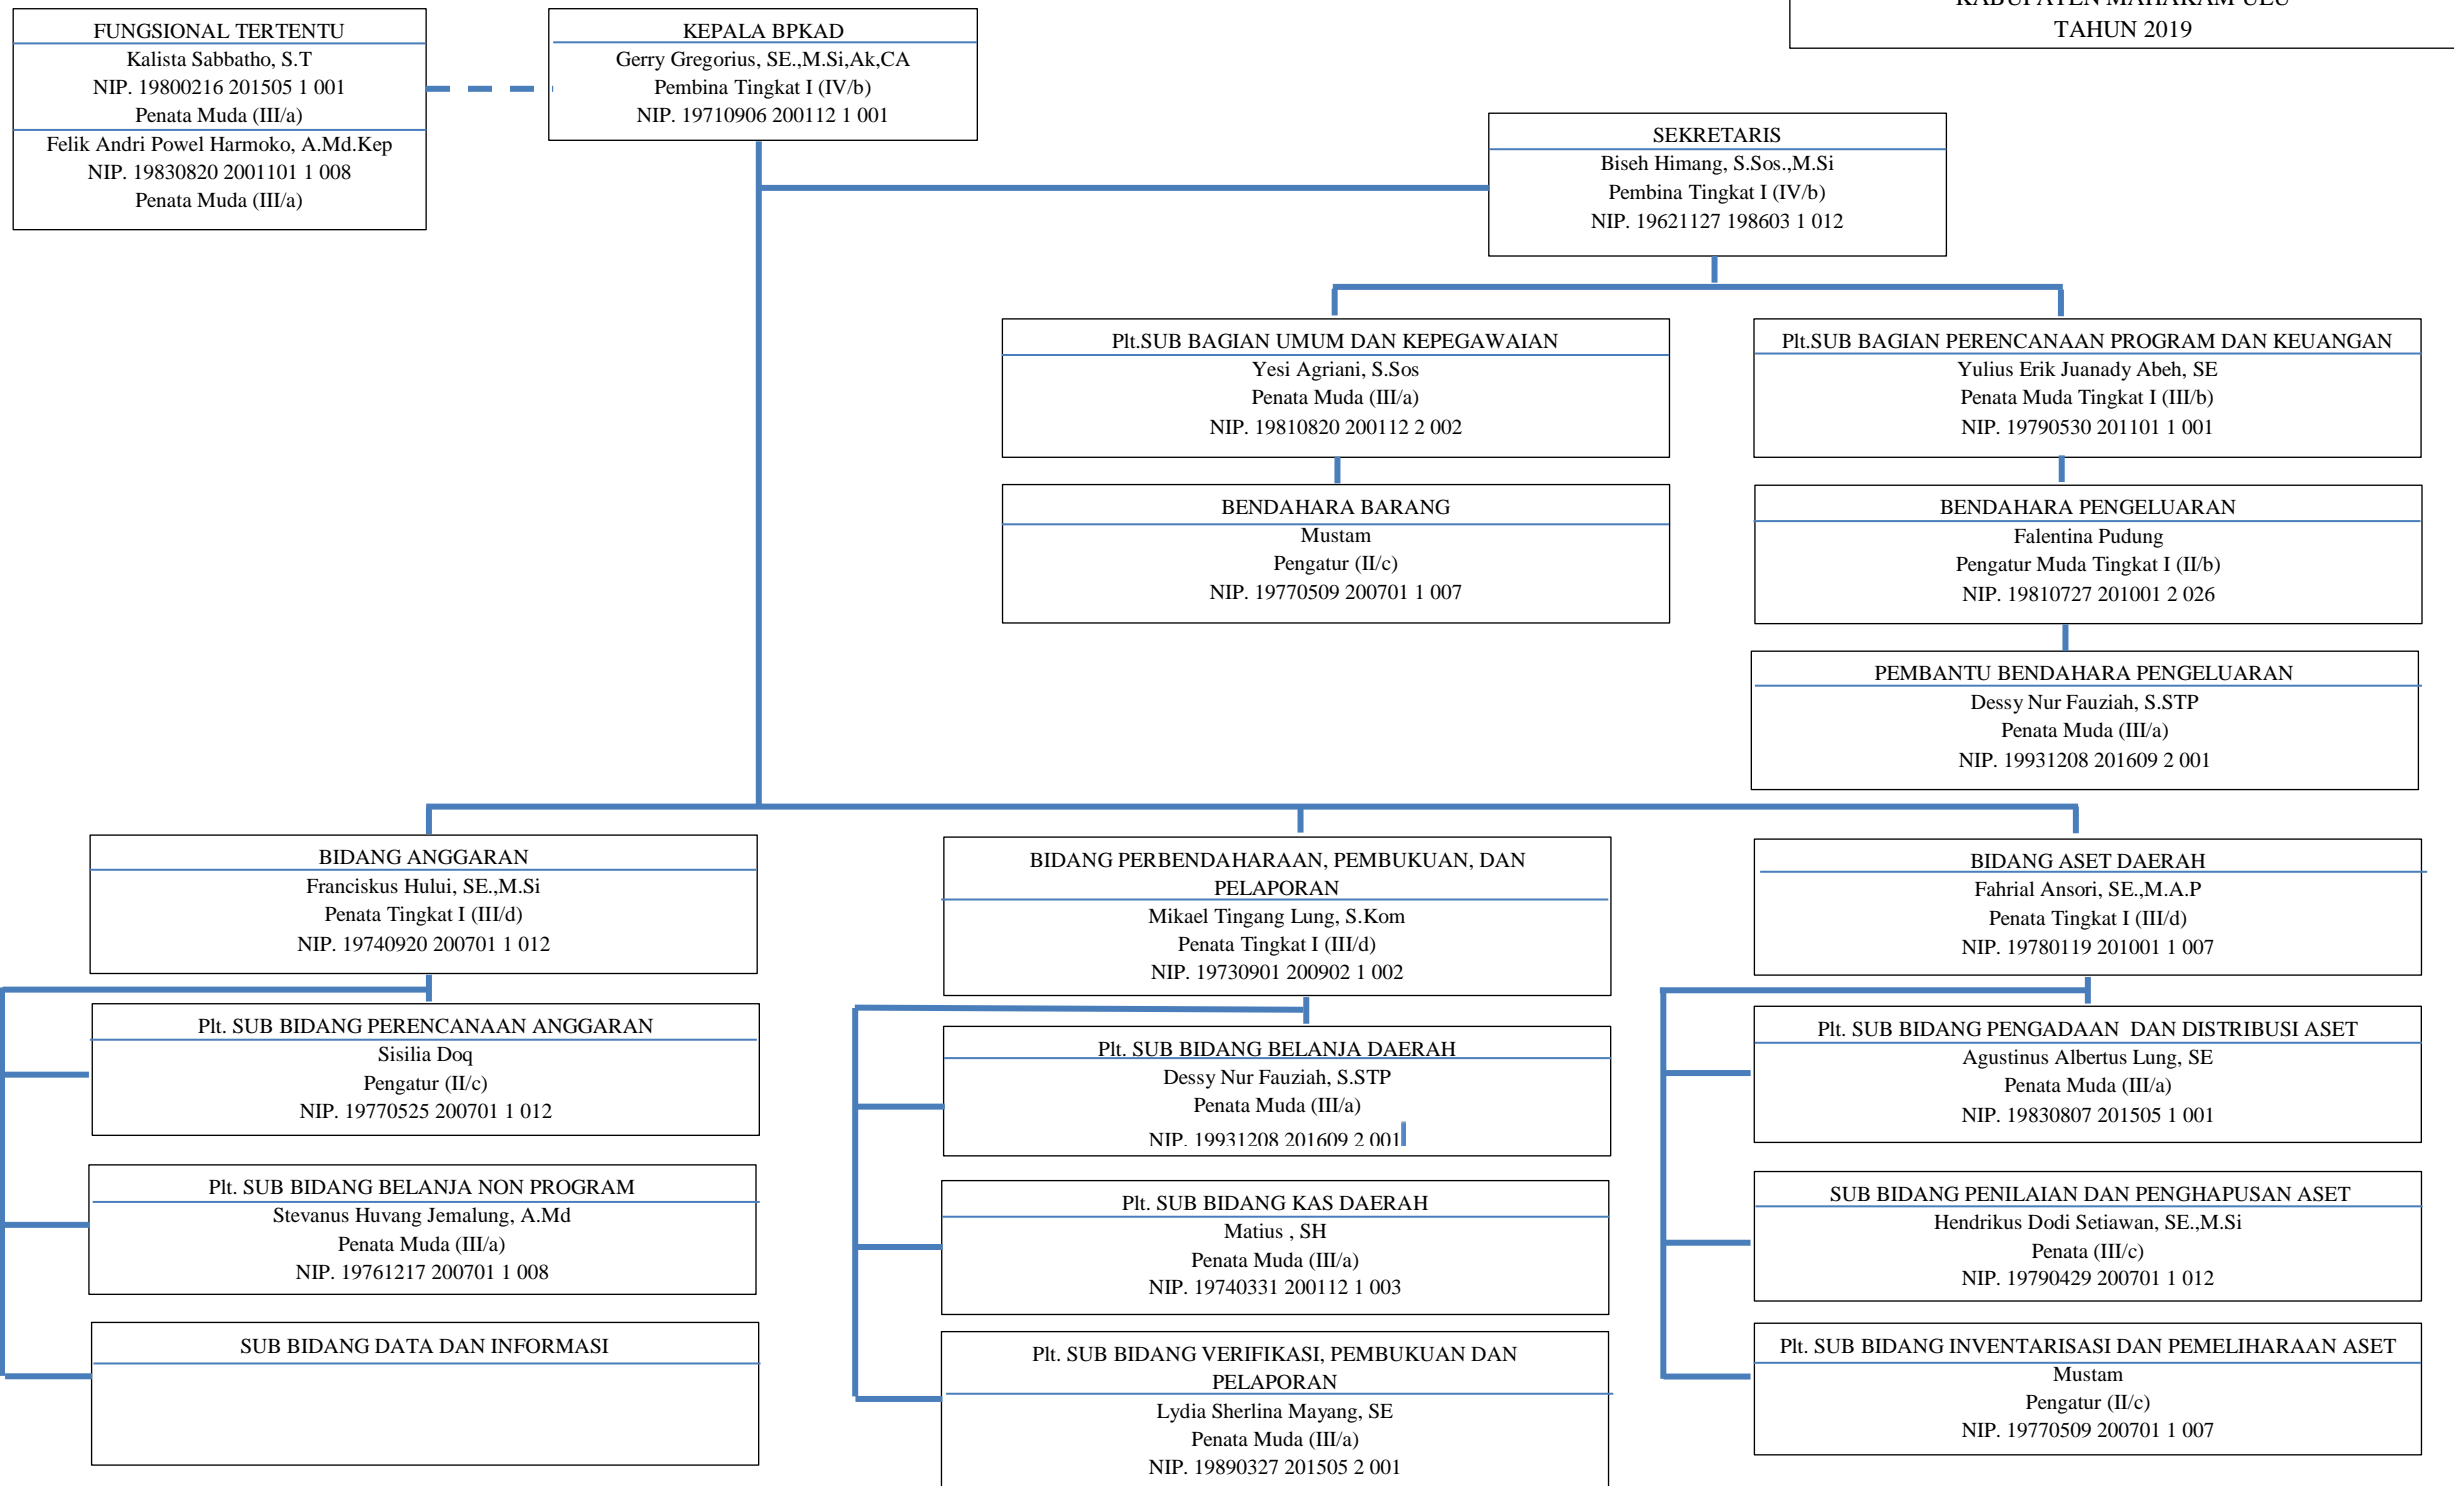 KABUPATEN MAHAKAM ULU
TAHUN 2019
FUNGSIONAL TERTENTU
Kalista Sabbatho, S.T
NIP. 19800216 201505 1 001
Penata Muda (III/a)
Felik Andri Powel Harmoko, A.Md.Kep
NIP. 19830820 2001101 1 008
Penata Muda (III/a)
KEPALA BPKAD
Gerry Gregorius, SE.,M.Si,Ak,CA
Pembina Tingkat I (IV/b)
NIP. 19710906 200112 1 001
SEKRETARIS
Biseh Himang, S.Sos.,M.Si
Pembina Tingkat I (IV/b)
NIP. 19621127 198603 1 012
Plt.SUB BAGIAN UMUM DAN KEPEGAWAIAN
Yesi Agriani, S.Sos
Penata Muda (III/a)
NIP. 19810820 200112 2 002
Plt.SUB BAGIAN PERENCANAAN PROGRAM DAN KEUANGAN
Yulius Erik Juanady Abeh, SE
Penata Muda Tingkat I (III/b)
NIP. 19790530 201101 1 001
BENDAHARA BARANG
Mustam
Pengatur (II/c)
NIP. 19770509 200701 1 007
BENDAHARA PENGELUARAN
Falentina Pudung
Pengatur Muda Tingkat I (II/b)
NIP. 19810727 201001 2 026
PEMBANTU BENDAHARA PENGELUARAN
Dessy Nur Fauziah, S.STP
Penata Muda (III/a)
NIP. 19931208 201609 2 001
BIDANG ANGGARAN
Franciskus Hului, SE.,M.Si
Penata Tingkat I (III/d)
NIP. 19740920 200701 1 012
Plt. SUB BIDANG PERENCANAAN ANGGARAN
Sisilia Doq
Pengatur (II/c)
NIP. 19770525 200701 1 012
Plt. SUB BIDANG BELANJA NON PROGRAM
Stevanus Huvang Jemalung, A.Md
Penata Muda (III/a)
NIP. 19761217 200701 1 008
SUB BIDANG DATA DAN INFORMASI
BIDANG PERBENDAHARAAN, PEMBUKUAN, DAN
PELAPORAN
Mikael Tingang Lung, S.Kom
Penata Tingkat I (III/d)
NIP. 19730901 200902 1 002
Plt. SUB BIDANG BELANJA DAERAH
Dessy Nur Fauziah, S.STP
Penata Muda (III/a)
NIP. 19931208 201609 2 001
Plt. SUB BIDANG KAS DAERAH
Matius , SH
Penata Muda (III/a)
NIP. 19740331 200112 1 003
Plt. SUB BIDANG VERIFIKASI, PEMBUKUAN DAN
PELAPORAN
Lydia Sherlina Mayang, SE
Penata Muda (III/a)
NIP. 19890327 201505 2 001
BIDANG ASET DAERAH
Fahrial Ansori, SE.,M.A.P
Penata Tingkat I (III/d)
NIP. 19780119 201001 1 007
Plt. SUB BIDANG PENGADAAN  DAN DISTRIBUSI ASET
Agustinus Albertus Lung, SE
Penata Muda (III/a)
NIP. 19830807 201505 1 001
SUB BIDANG PENILAIAN DAN PENGHAPUSAN ASET
Hendrikus Dodi Setiawan, SE.,M.Si
Penata (III/c)
NIP. 19790429 200701 1 012
Plt. SUB BIDANG INVENTARISASI DAN PEMELIHARAAN ASET
Mustam
Pengatur (II/c)
NIP. 19770509 200701 1 007